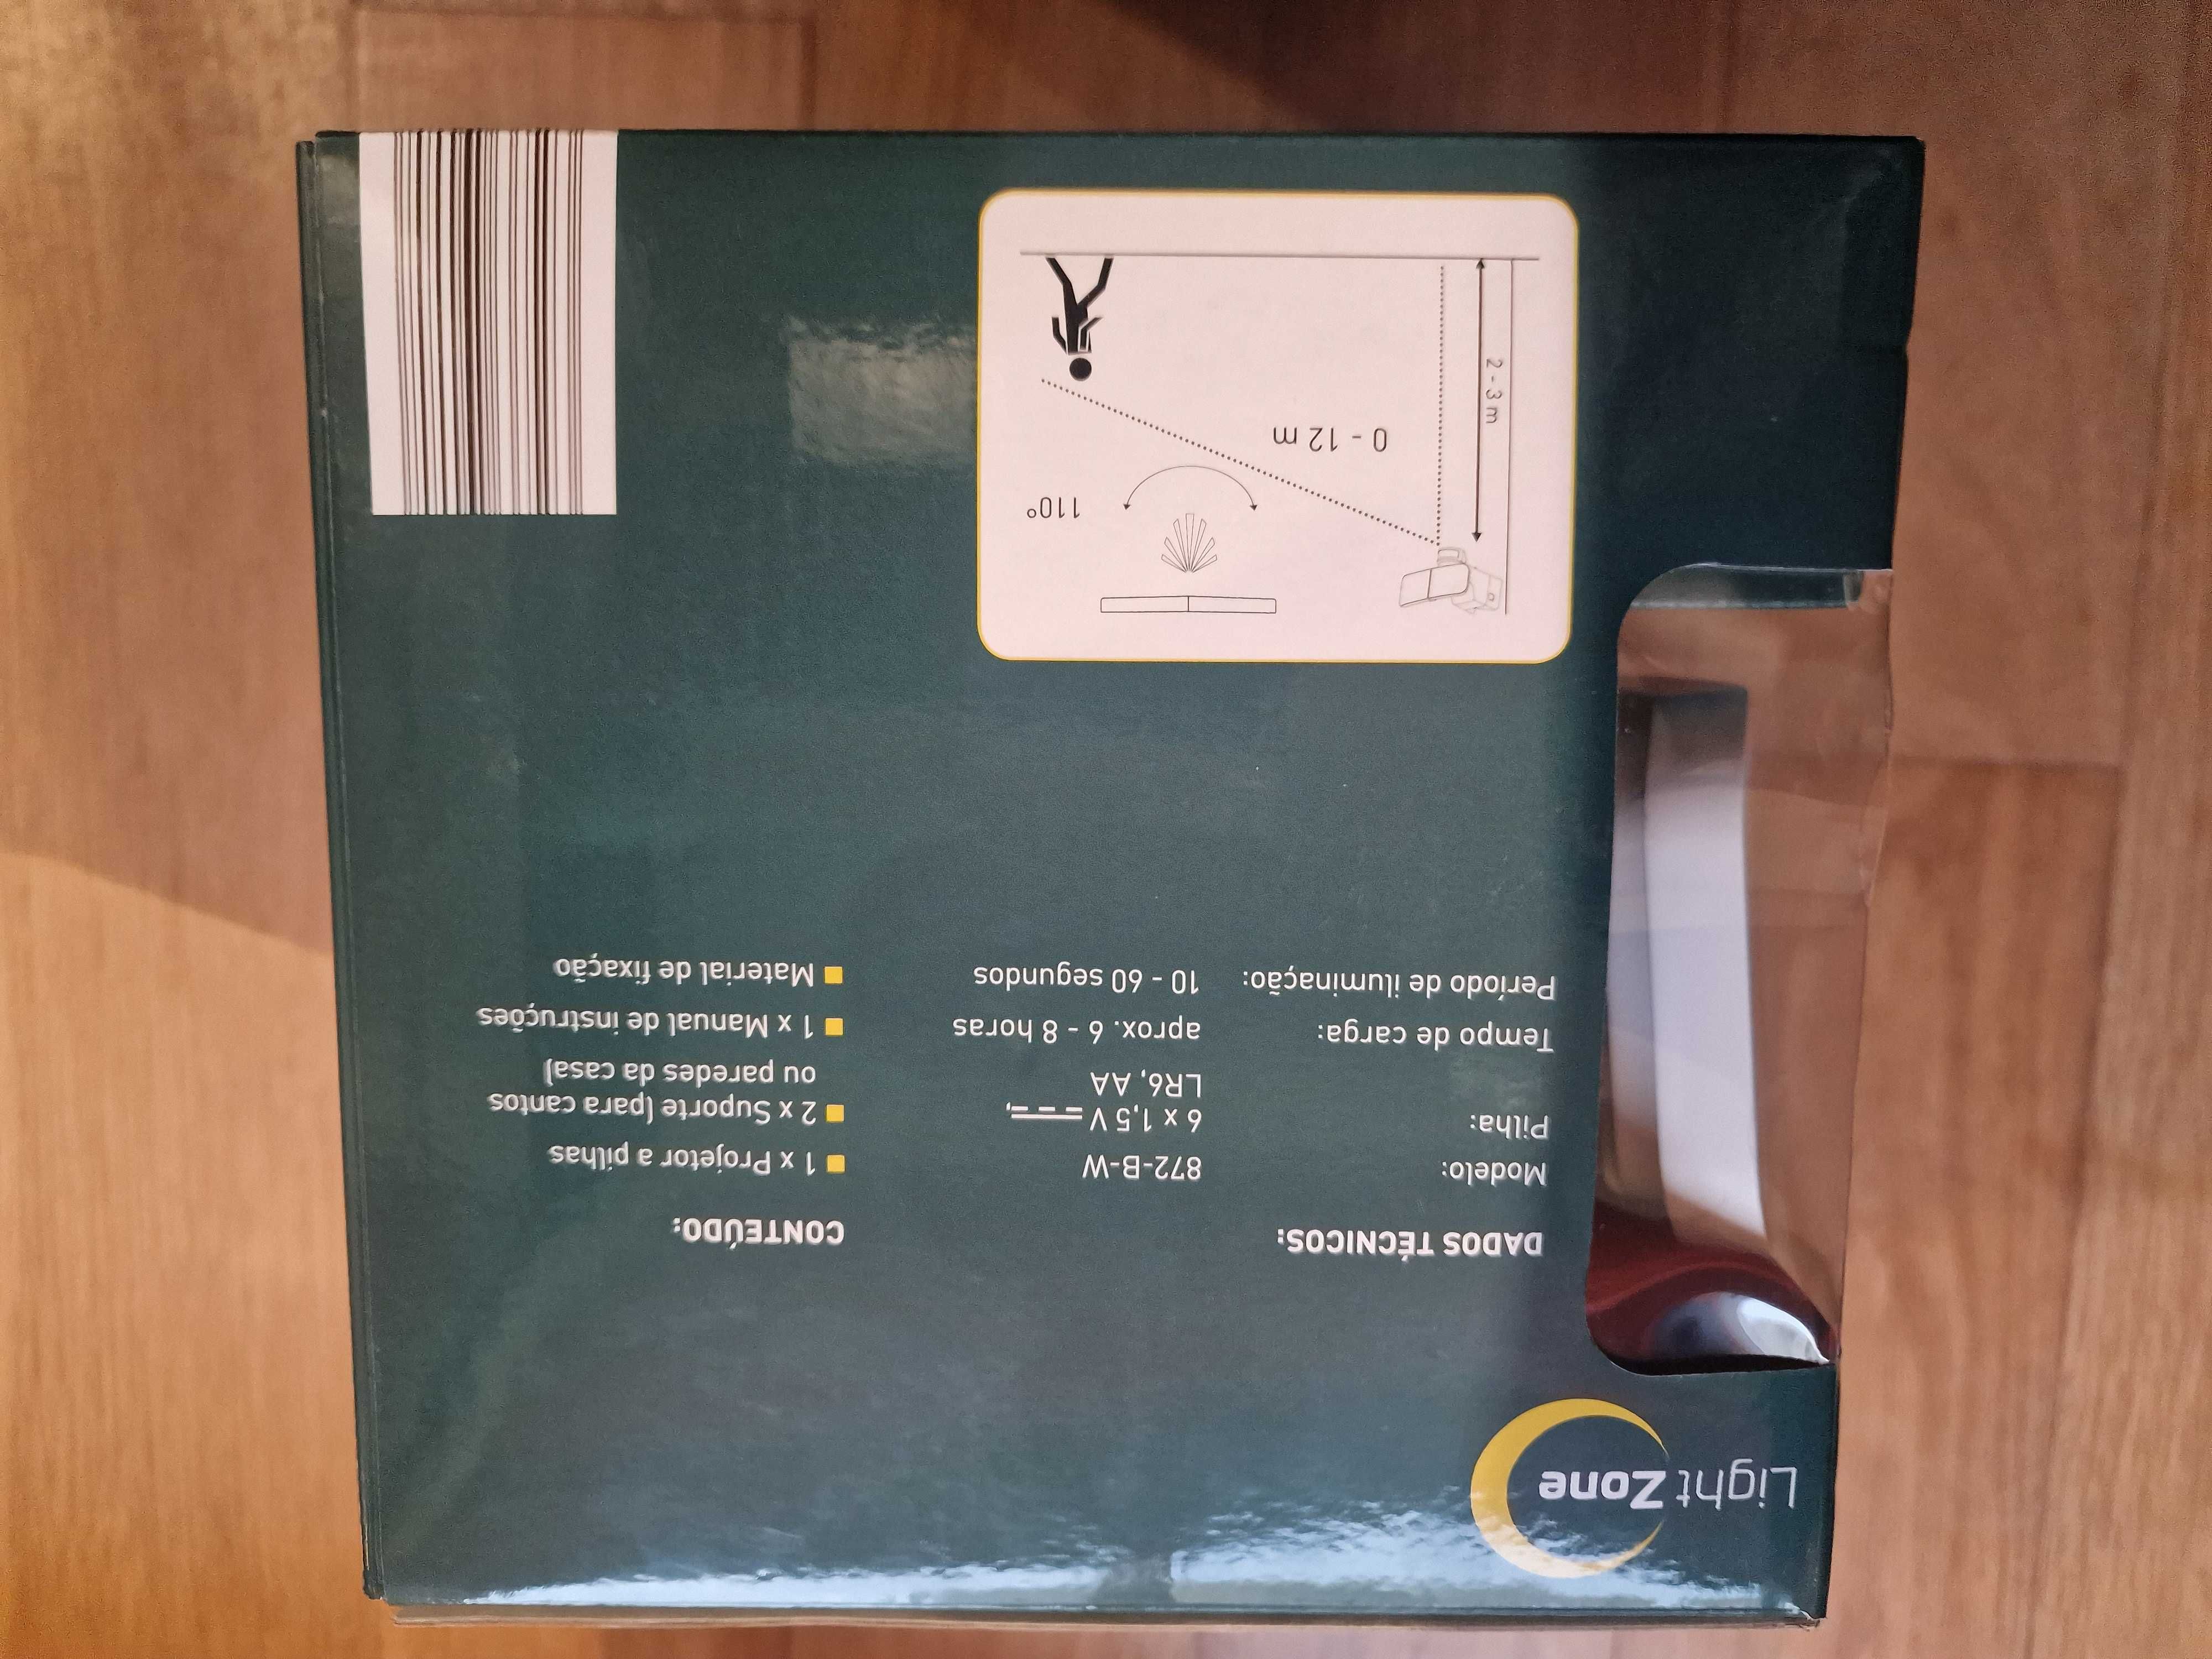 Light Zone
DADOS TÉCNICOS:
Modelo: 872-B-W
Pilha: 6 x 1,5 V ⎓,
LR6, AA
Tempo de carga: aprox. 6 - 8 horas
Período de iluminação: 10 - 60 segundos
CONTEÚDO:
1 x Projetor a pilhas
2 x Suporte (para cantos
ou paredes da casa)
1 x Manual de instruções
Material de fixação
110°
0 - 12 m
2 - 3 m